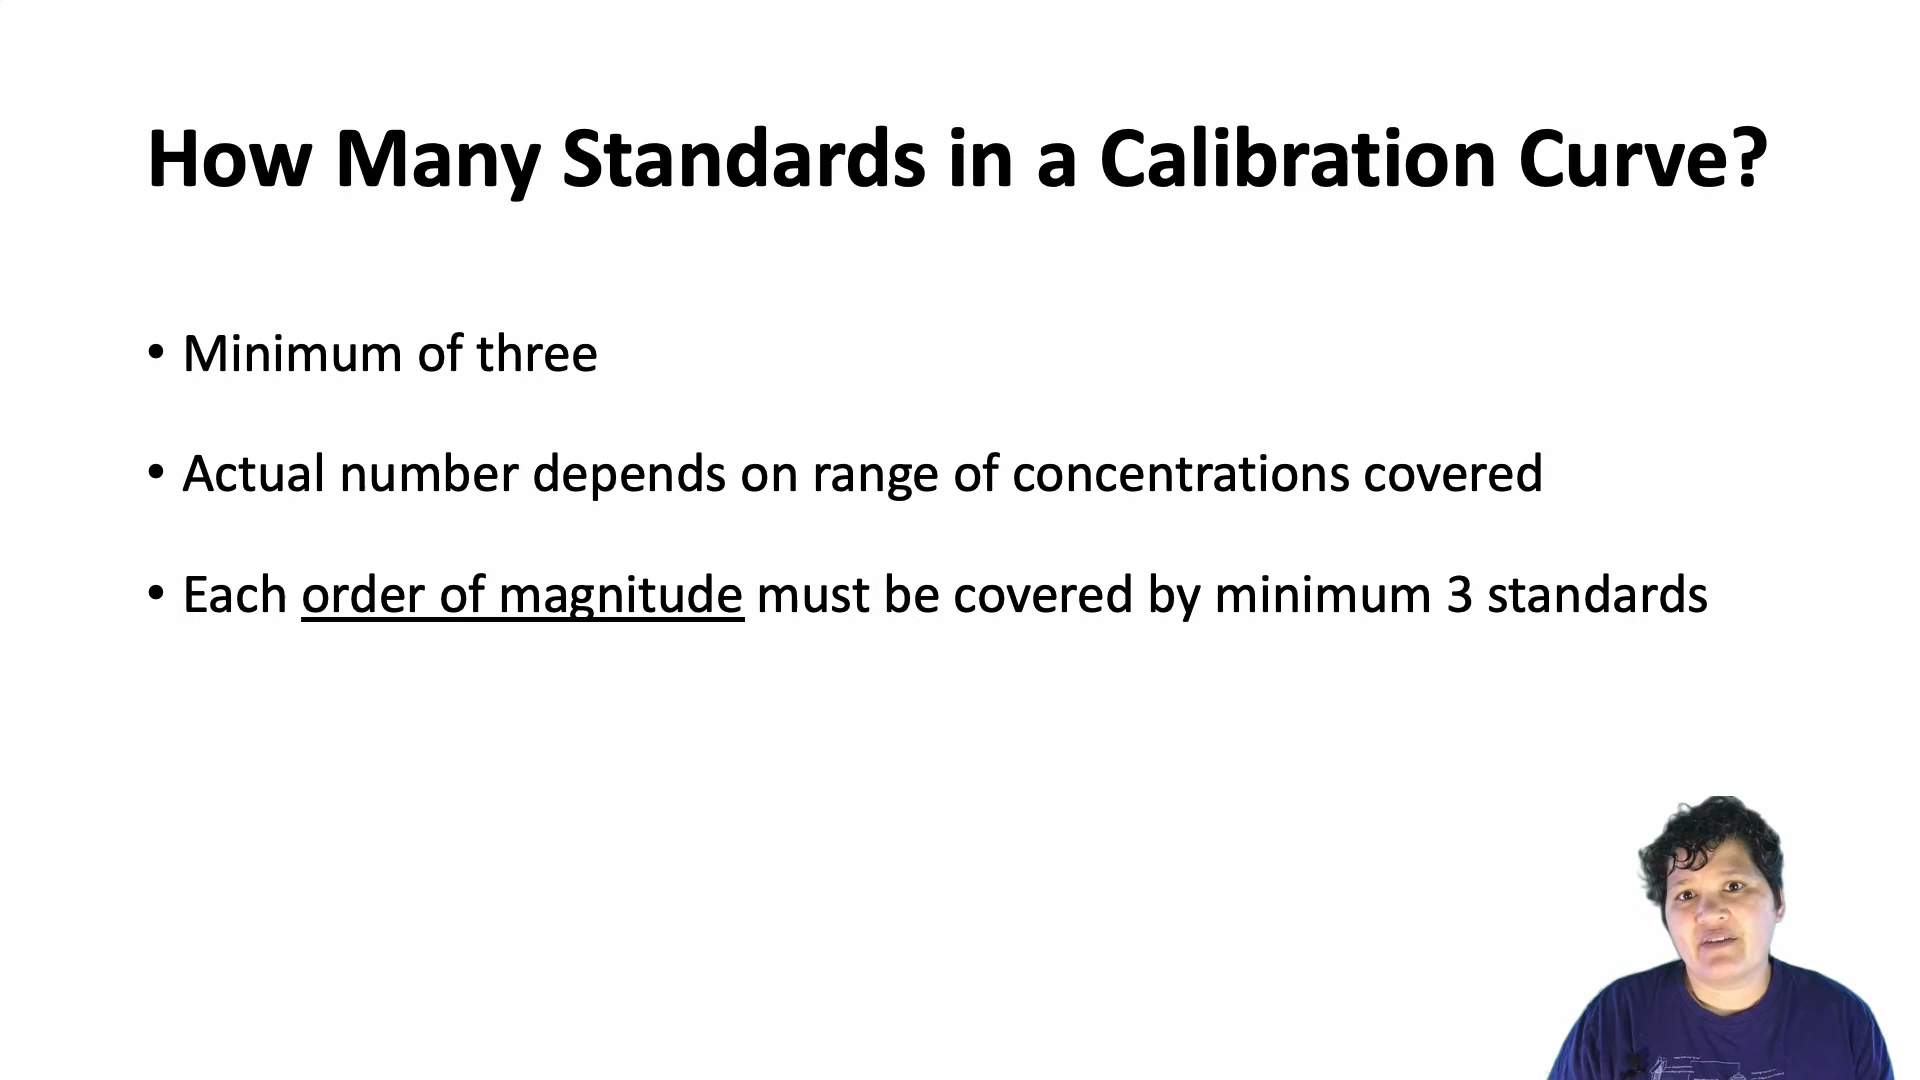 How Many Standards in a Calibration Curve?
• Minimum of three
• Actual number depends on range of concentrations covered
• Each order of magnitude must be covered by minimum 3 standards